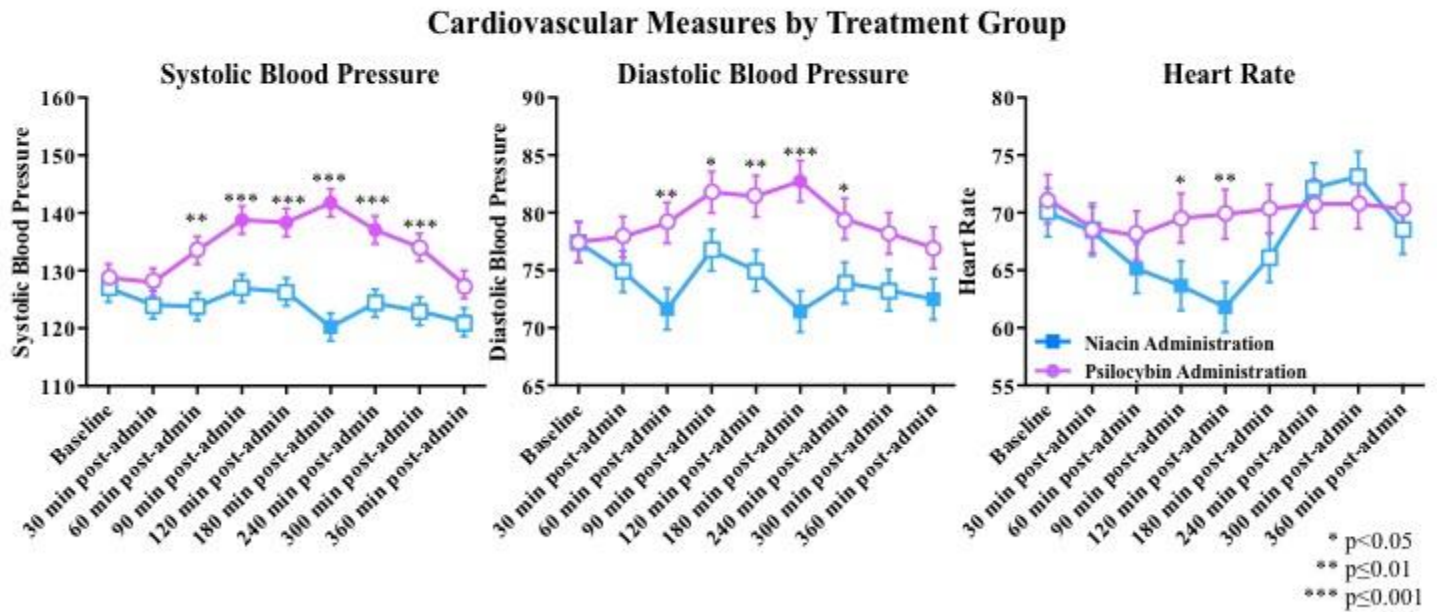 Cardiovascular Measures by Treatment Group
Systolic Blood Pressure
Systolic Blood Pressure
160
150
140
130
120
110
**
***
***
***
***
***
Baseline
30 min post-admin
60 min post-admin
90 min post-admin
120 min post-admin
180 min post-admin
240 min post-admin
300 min post-admin
360 min post-admin
Diastolic Blood Pressure
Diastolic Blood Pressure
90
85
80
75
70
65
**
*
**
***
*
Baseline
30 min post-admin
60 min post-admin
90 min post-admin
120 min post-admin
180 min post-admin
240 min post-admin
300 min post-admin
360 min post-admin
Heart Rate
Heart Rate
80
75
70
65
60
55
*
**
Niacin Administration
Psilocybin Administration
Baseline
30 min post-admin
60 min post-admin
90 min post-admin
120 min post-admin
180 min post-admin
240 min post-admin
300 min post-admin
360 min post-admin
* p<0.05
** p≤0.01
*** p≤0.001